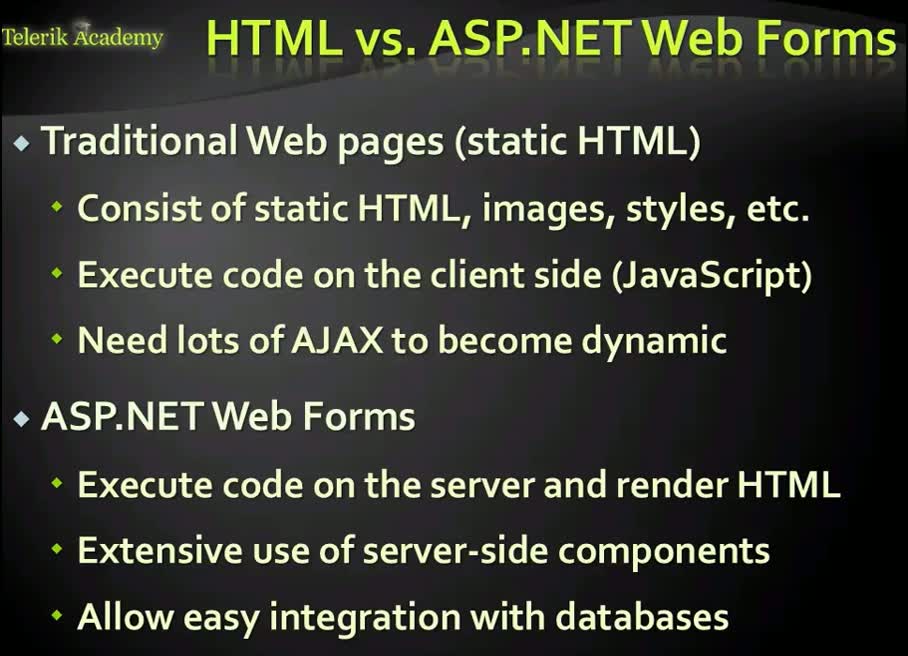 Telerik Academy
HTML vs. ASP.NET Web Forms
Traditional Web pages (static HTML)
Consist of static HTML, images, styles, etc.
Execute code on the client side (JavaScript)
Need lots of AJAX to become dynamic
ASP.NET Web Forms
Execute code on the server and render HTML
Extensive use of server-side components
Allow easy integration with databases